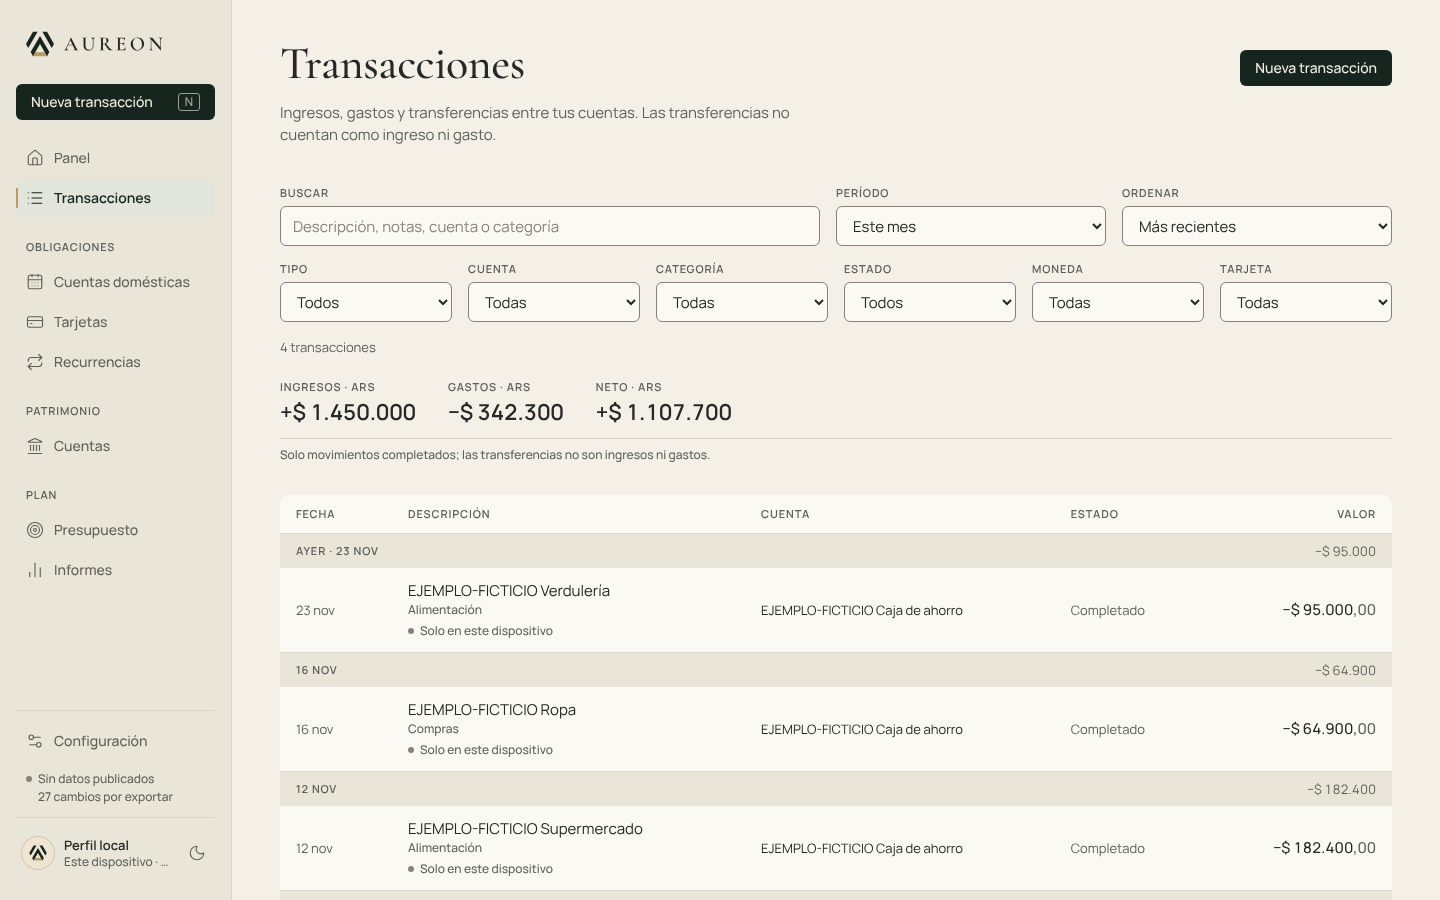 AUREON
Nueva transacción N
Panel
Transacciones
OBLIGACIONES
Cuentas domésticas
Tarjetas
Recurrencias
PATRIMONIO
Cuentas
PLAN
Presupuesto
Informes
Configuración
Sin datos publicados
27 cambios por exportar
Perfil local
Este dispositivo · …
Transacciones
Nueva transacción
Ingresos, gastos y transferencias entre tus cuentas. Las transferencias no
cuentan como ingreso ni gasto.
BUSCAR PERÍODO ORDENAR
Descripción, notas, cuenta o categoría Este mes Más recientes
TIPO CUENTA CATEGORÍA ESTADO MONEDA TARJETA
Todos Todas Todas Todos Todas Todas
4 transacciones
INGRESOS · ARS GASTOS · ARS NETO · ARS
+$ 1.450.000 −$ 342.300 +$ 1.107.700
Solo movimientos completados; las transferencias no son ingresos ni gastos.
FECHA DESCRIPCIÓN CUENTA ESTADO VALOR
AYER · 23 NOV −$ 95.000
EJEMPLO-FICTICIO Verdulería
Alimentación
23 nov EJEMPLO-FICTICIO Caja de ahorro Completado −$ 95.000,00
Solo en este dispositivo
16 NOV −$ 64.900
EJEMPLO-FICTICIO Ropa
Compras
16 nov EJEMPLO-FICTICIO Caja de ahorro Completado −$ 64.900,00
Solo en este dispositivo
12 NOV −$ 182.400
EJEMPLO-FICTICIO Supermercado
Alimentación
12 nov EJEMPLO-FICTICIO Caja de ahorro Completado −$ 182.400,00
Solo en este dispositivo